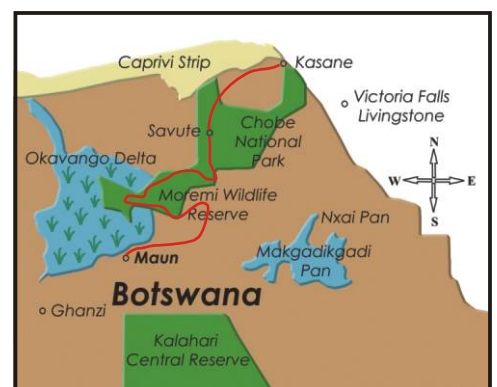 Caprivi Strip
Kasane
Victoria Falls
Livingstone
Savute
Chobe
National
Park
Okavango Delta
N
W
E
S
Moremi Wildlife
Reserve
Nxai Pan
Makgadikgadi
Pan
Maun
Botswana
Ghanzi
Kalahari
Central Reserve